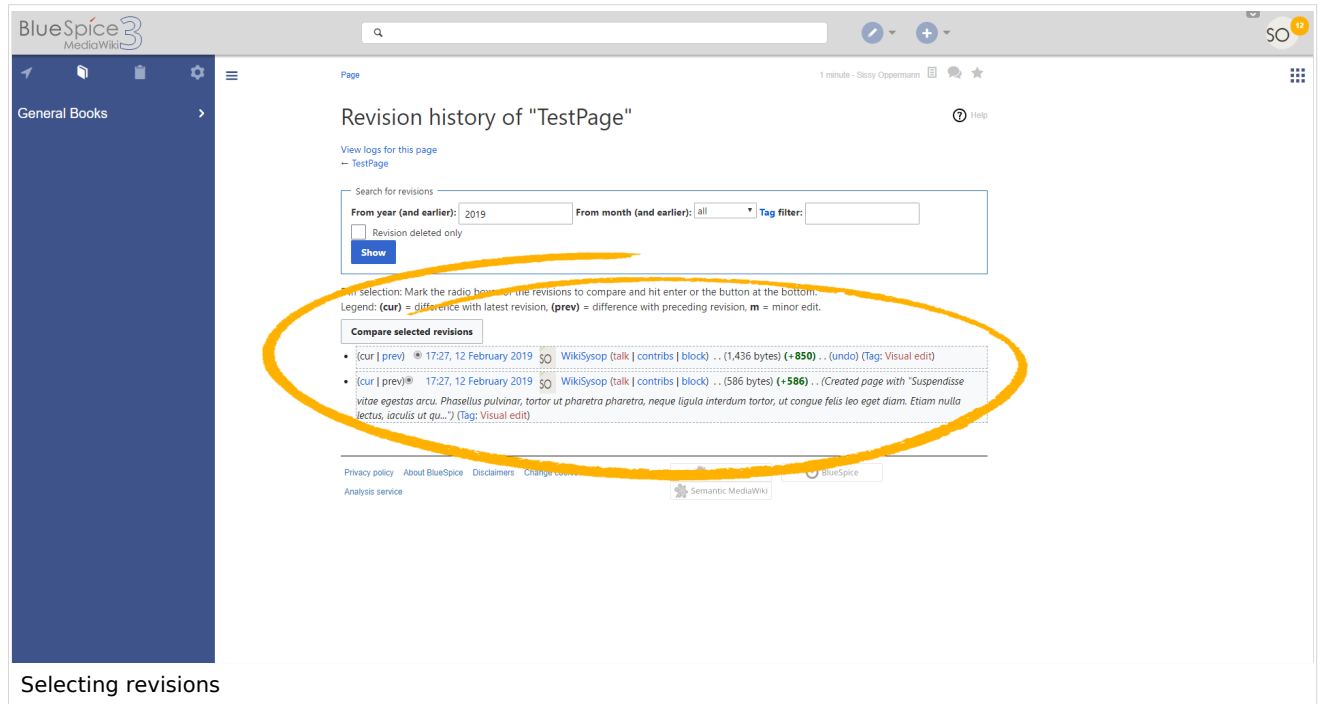 BlueSpice 3
MediaWiki
SO 12
Page
1 minute - Sissy Oppermann
General Books
Revision history of "TestPage"
Help
View logs for this page
← TestPage
Search for revisions
From year (and earlier): 2019 From month (and earlier): all Tag filter:
Revision deleted only
Show
selection: Mark the radio the revisions to compare and hit enter or the button at the bottom.
Legend: (cur) = difference with latest revision, (prev) = difference with preceding revision, m = minor edit.
Compare selected revisions
• (cur | prev) 17:27, 12 February 2019 SO WikiSysop (talk | contribs | block) . . (1,436 bytes) (+850) . . (undo) (Tag: Visual edit)
• (cur | prev) 17:27, 12 February 2019 SO WikiSysop (talk | contribs | block) . . (586 bytes) (+586) . . (Created page with "Suspendisse
vitae egestas arcu. Phasellus pulvinar, tortor ut pharetra pharetra, neque ligula interdum tortor, ut congue felis leo eget diam. Etiam nulla
lectus, iaculis ut qu...") (Tag: Visual edit)
Privacy policy About BlueSpice Disclaimers Change BlueSpice
Analysis service Semantic MediaWiki
Selecting revisions